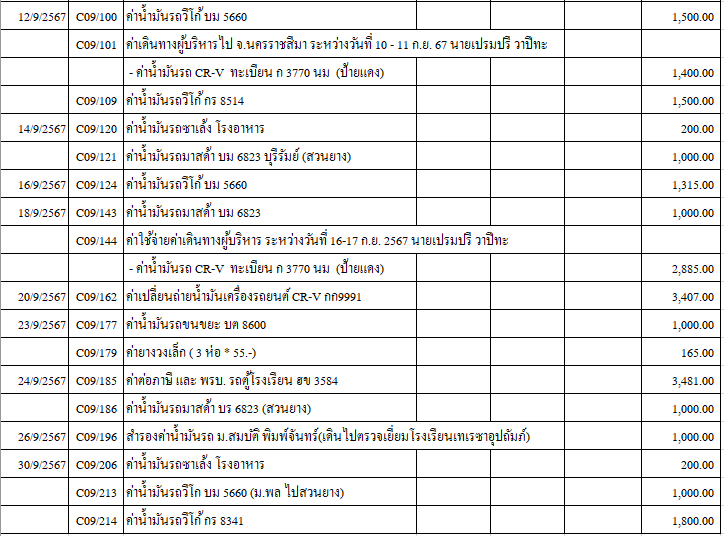 12/9/2567 C09/100 ค่าน้ำมันรถวีโก้ บม 5660 1,500.00
C09/101 ค่าเดินทางผู้บริหารไป จ.นครราชสีมา ระหว่างวันที่ 10 - 11 ก.ย. 67 นายเปรมปรี วาปีทะ
- ค่าน้ำมันรถ CR-V ทะเบียน ก 3770 นม (ป้ายแดง) 1,400.00
C09/109 ค่าน้ำมันรถวีโก้ กร 8514 1,500.00
14/9/2567 C09/120 ค่าน้ำมันรถซาเล้ง โรงอาหาร 200.00
C09/121 ค่าน้ำมันรถมาสด้า บม 6823 บุรีรัมย์ (สวนยาง) 1,000.00
16/9/2567 C09/124 ค่าน้ำมันรถวีโก้ บม 5660 1,315.00
18/9/2567 C09/143 ค่าน้ำมันรถมาสด้า บม 6823 1,000.00
C09/144 ค่าใช้จ่ายค่าเดินทางผู้บริหาร ระหว่างวันที่ 16-17 ก.ย. 2567 นายเปรมปรี วาปีทะ
- ค่าน้ำมันรถ CR-V ทะเบียน ก 3770 นม (ป้ายแดง) 2,885.00
20/9/2567 C09/162 ค่าเปลี่ยนถ่ายน้ำมันเครื่องรถยนต์ CR-V กก9991 3,407.00
23/9/2567 C09/177 ค่าน้ำมันรถขนขยะ บต 8600 1,000.00
C09/179 ค่ายางวงเล็ก ( 3 ห่อ * 55.-) 165.00
24/9/2567 C09/185 ค่าต่อภาษี และ พรบ. รถตู้โรงเรียน ฮข 3584 3,481.00
C09/186 ค่าน้ำมันรถมาสด้า บร 6823 (สวนยาง) 1,000.00
26/9/2567 C09/196 สำรองค่าน้ำมันรถ ม.สมบัติ พิมพ์จันทร์(เดินไปตรวจเยี่ยมโรงเรียนเทเรซาอุปถัมภ์) 1,000.00
30/9/2567 C09/206 ค่าน้ำมันรถซาเล้ง โรงอาหาร 200.00
C09/213 ค่าน้ำมันรถวีโก บม 5660 (ม.พล ไปสวนยาง) 1,000.00
C09/214 ค่าน้ำมันรถวีโก้ กร 8341 1,800.00